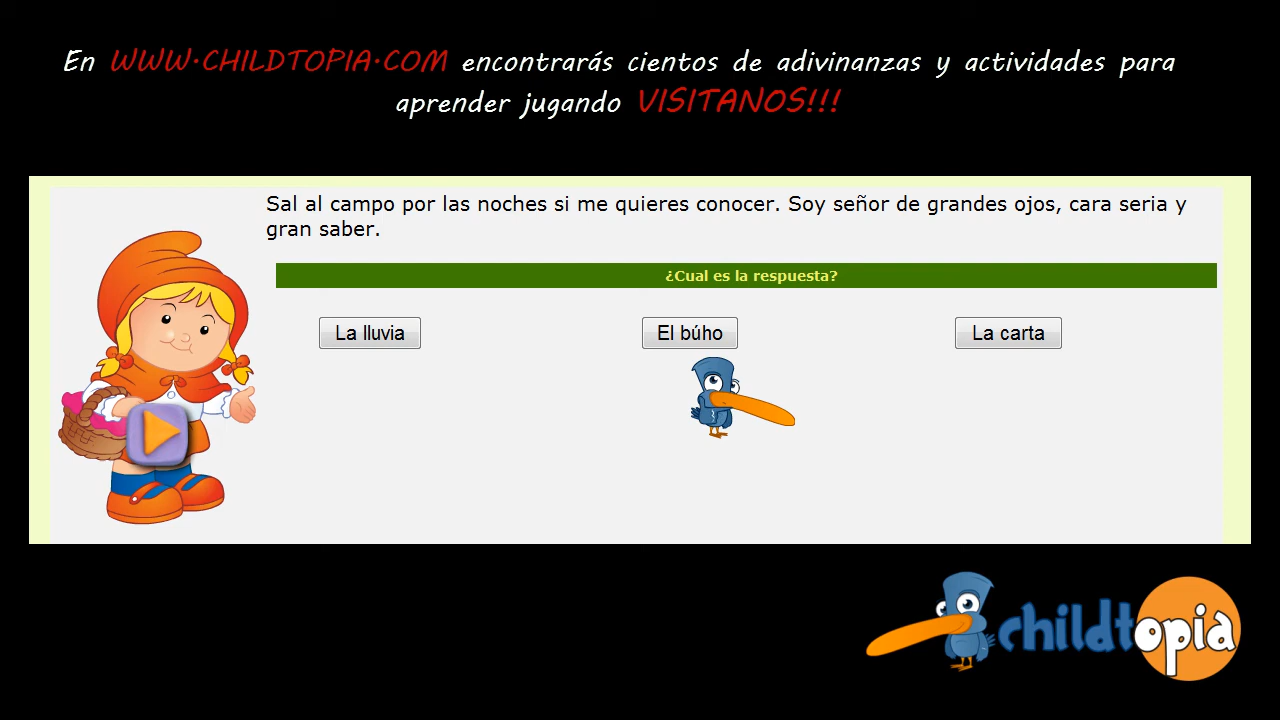 En WWW.CHILDTOPIA.COM encontrarás cientos de adivinanzas y actividades para
aprender jugando VISITANOS!!!
Sal al campo por las noches si me quieres conocer. Soy señor de grandes ojos, cara seria y
gran saber.
¿Cual es la respuesta?
La lluvia
El búho
La carta
childtopia